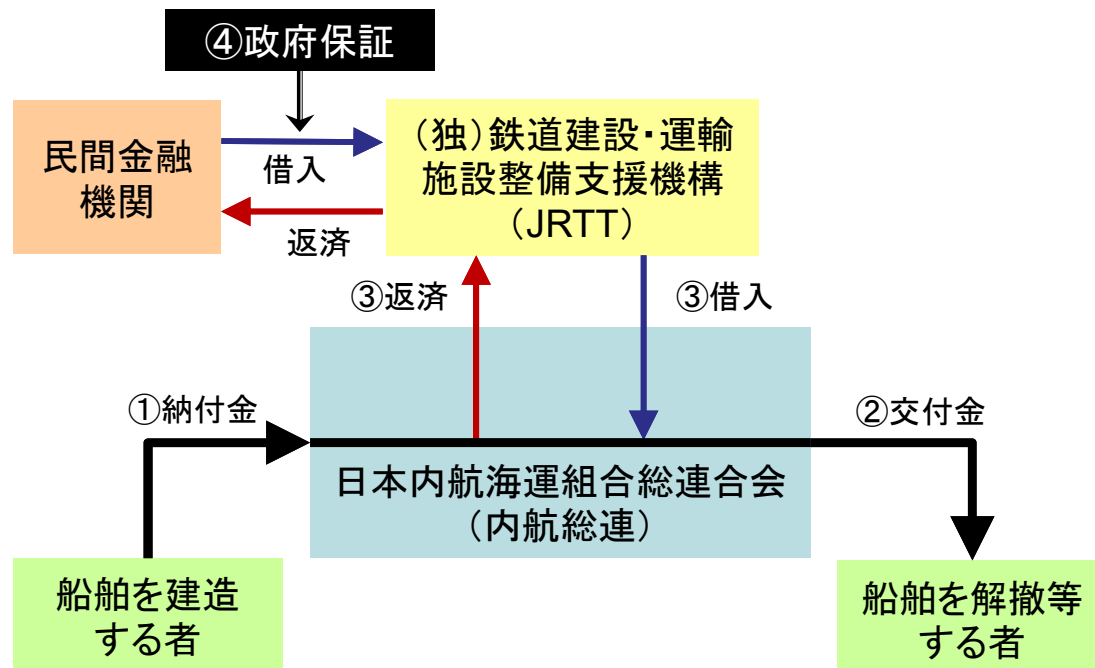 ④政府保証
民間金融
機関
借入
返済
（独）鉄道建設・運輸
施設整備支援機構
（JRTT）
③返済
③借入
①納付金
②交付金
日本内航海運組合総連合会
（内航総連）
船舶を建造
する者
船舶を解撤等
する者